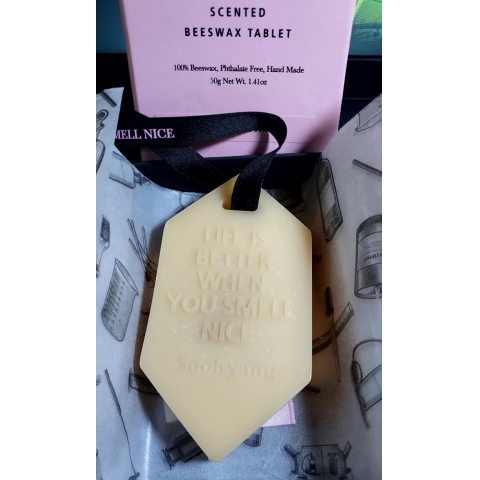 SCENTED
BEESWAX TABLET
100% Beeswax, Phthalate Free, Hand Made
50g Net Wt. 1.41oz
MELL NICE
LIFE IS
BETTER
WHEN
YOU SMELL
NICE
Soohyang